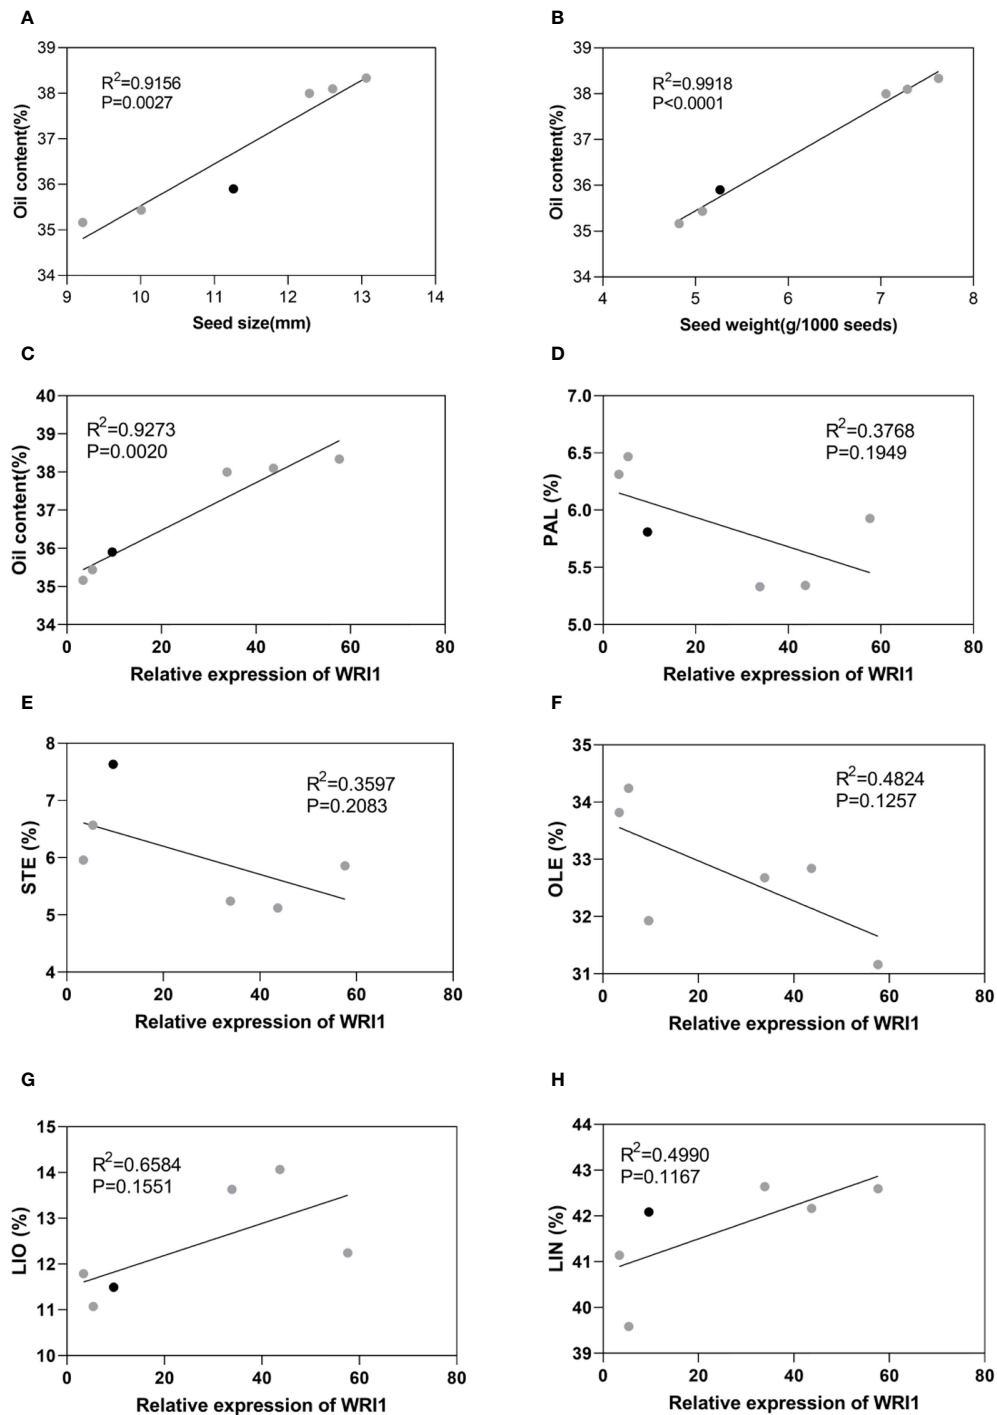 A
39
38
37
36
35
34
Oil content(%)
R²=0.9156
P=0.0027
9 10 11 12 13 14
Seed size(mm)
B
39
38
37
36
35
34
Oil content(%)
R²=0.9918
P<0.0001
4 5 6 7 8
Seed weight(g/1000 seeds)
C
40
39
38
37
36
35
34
Oil content(%)
R²=0.9273
P=0.0020
0 20 40 60 80
Relative expression of WRI1
D
7.0
6.5
6.0
5.5
5.0
PAL (%)
R²=0.3768
P=0.1949
0 20 40 60 80
Relative expression of WRI1
E
8
7
6
5
4
STE (%)
R²=0.3597
P=0.2083
0 20 40 60 80
Relative expression of WRI1
F
35
34
33
32
31
OLE (%)
R²=0.4824
P=0.1257
0 20 40 60 80
Relative expression of WRI1
G
15
14
13
12
11
10
LIO (%)
R²=0.6584
P=0.1551
0 20 40 60 80
Relative expression of WRI1
H
44
43
42
41
40
39
LIN (%)
R²=0.4990
P=0.1167
0 20 40 60 80
Relative expression of WRI1